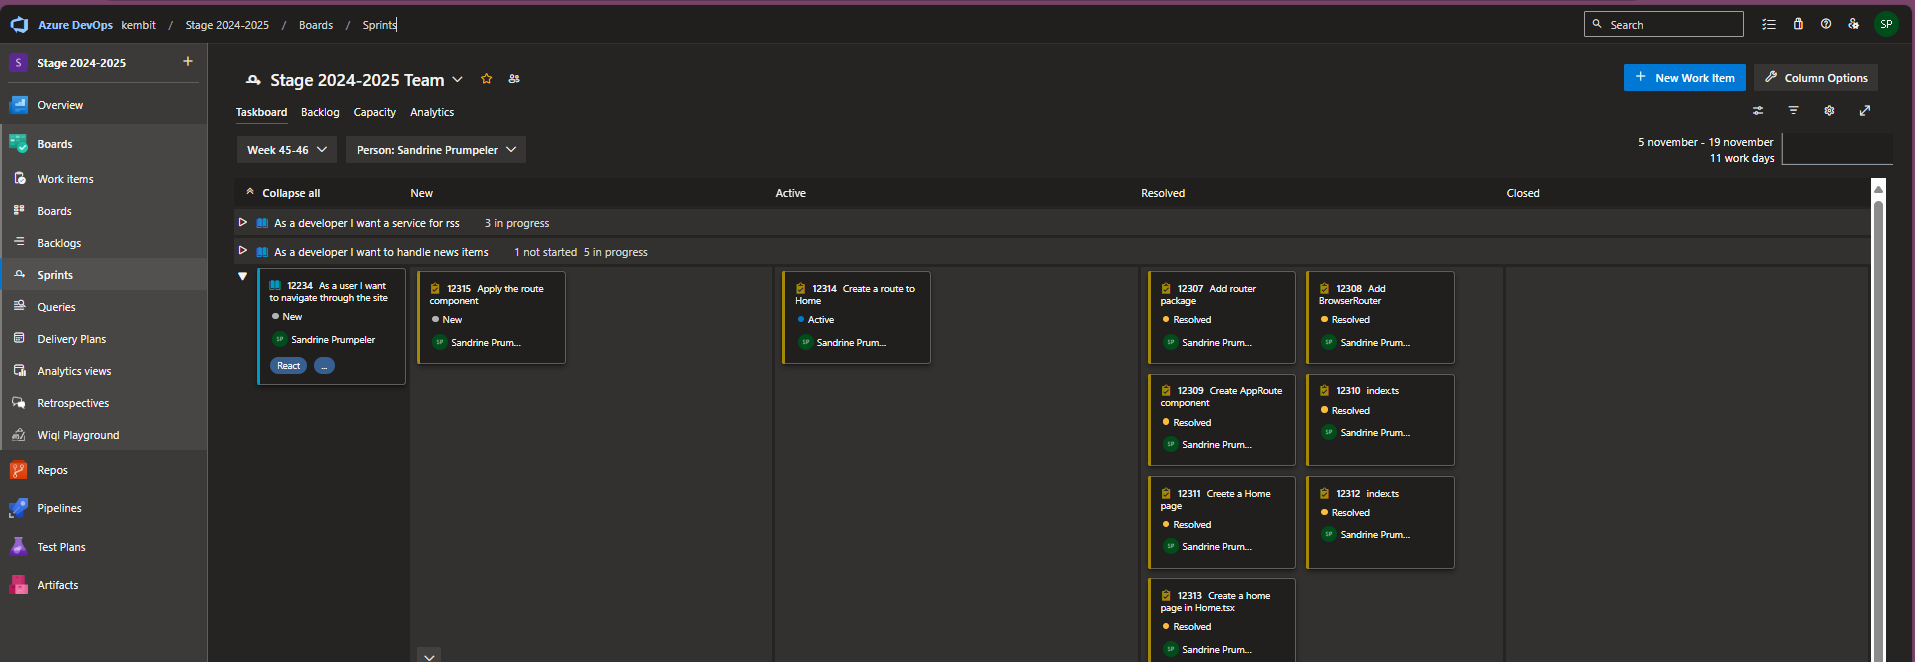 Azure DevOps kembit / Stage 2024-2025 / Boards / Sprints
Search
SP
S Stage 2024-2025 +
Overview
Boards
Work items
Boards
Backlogs
Sprints
Queries
Delivery Plans
Analytics views
Retrospectives
Wiql Playground
Repos
Pipelines
Test Plans
Artifacts
Stage 2024-2025 Team
New Work Item
Column Options
Taskboard Backlog Capacity Analytics
Week 45-46
Person: Sandrine Prumpeler
5 november - 19 november
11 work days
Collapse all New Active Resolved Closed
As a developer I want a service for rss 3 in progress
As a developer I want to handle news items 1 not started 5 in progress
12234 As a user I want
to navigate through the site
New
SP Sandrine Prumpeler
React ...
12315 Apply the route
component
New
SP Sandrine Prum...
12314 Create a route to
Home
Active
SP Sandrine Prum...
12307 Add router
package
Resolved
SP Sandrine Prum...
12308 Add
BrowserRouter
Resolved
SP Sandrine Prum...
12309 Create AppRoute
component
Resolved
SP Sandrine Prum...
12310 index.ts
Resolved
SP Sandrine Prum...
12311 Creete a Home
page
Resolved
SP Sandrine Prum...
12312 index.ts
Resolved
SP Sandrine Prum...
12313 Create a home
page in Home.tsx
Resolved
SP Sandrine Prum...